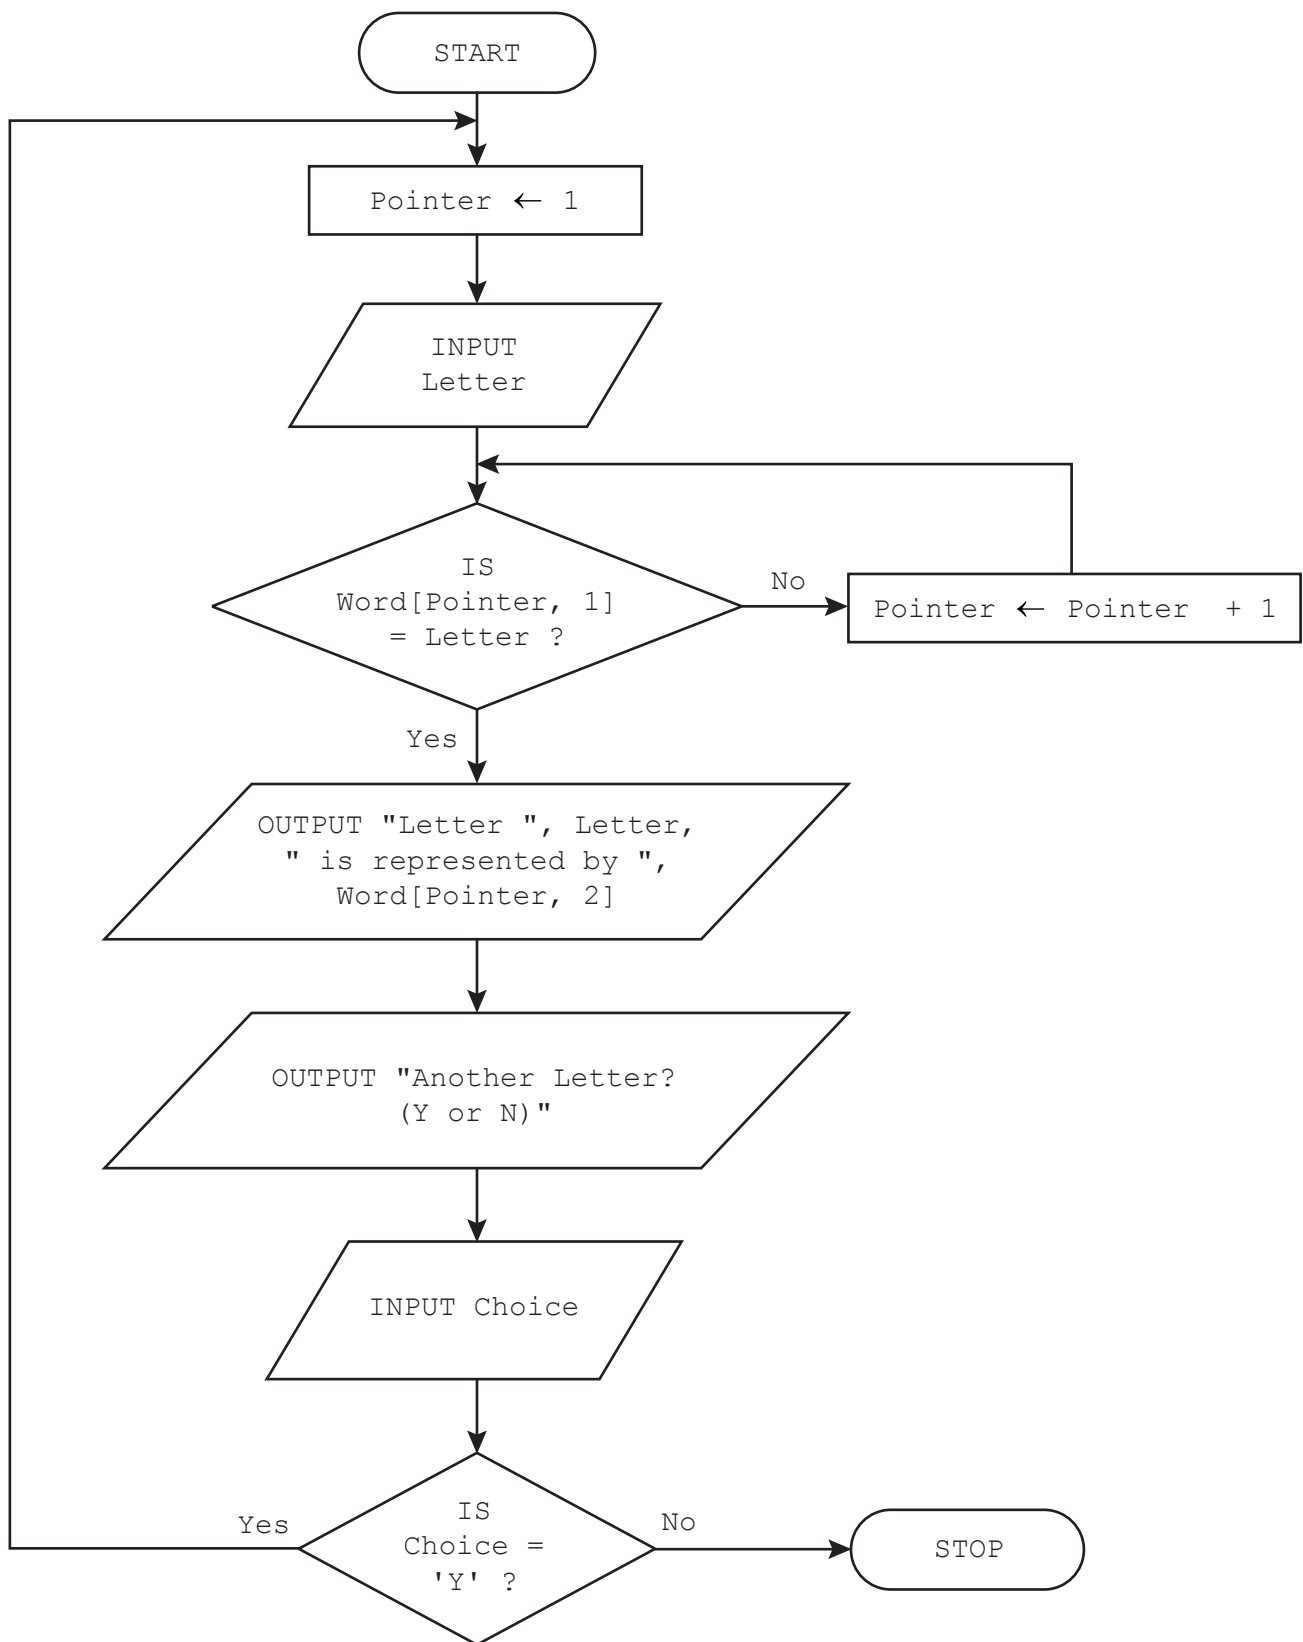 START
Pointer ← 1
INPUT
Letter
IS
Word[Pointer, 1]
= Letter ?
No
Pointer ← Pointer + 1
Yes
OUTPUT "Letter ", Letter,
" is represented by ",
Word[Pointer, 2]
OUTPUT "Another Letter?
(Y or N)"
INPUT Choice
Yes
IS
Choice =
'Y' ?
No
STOP